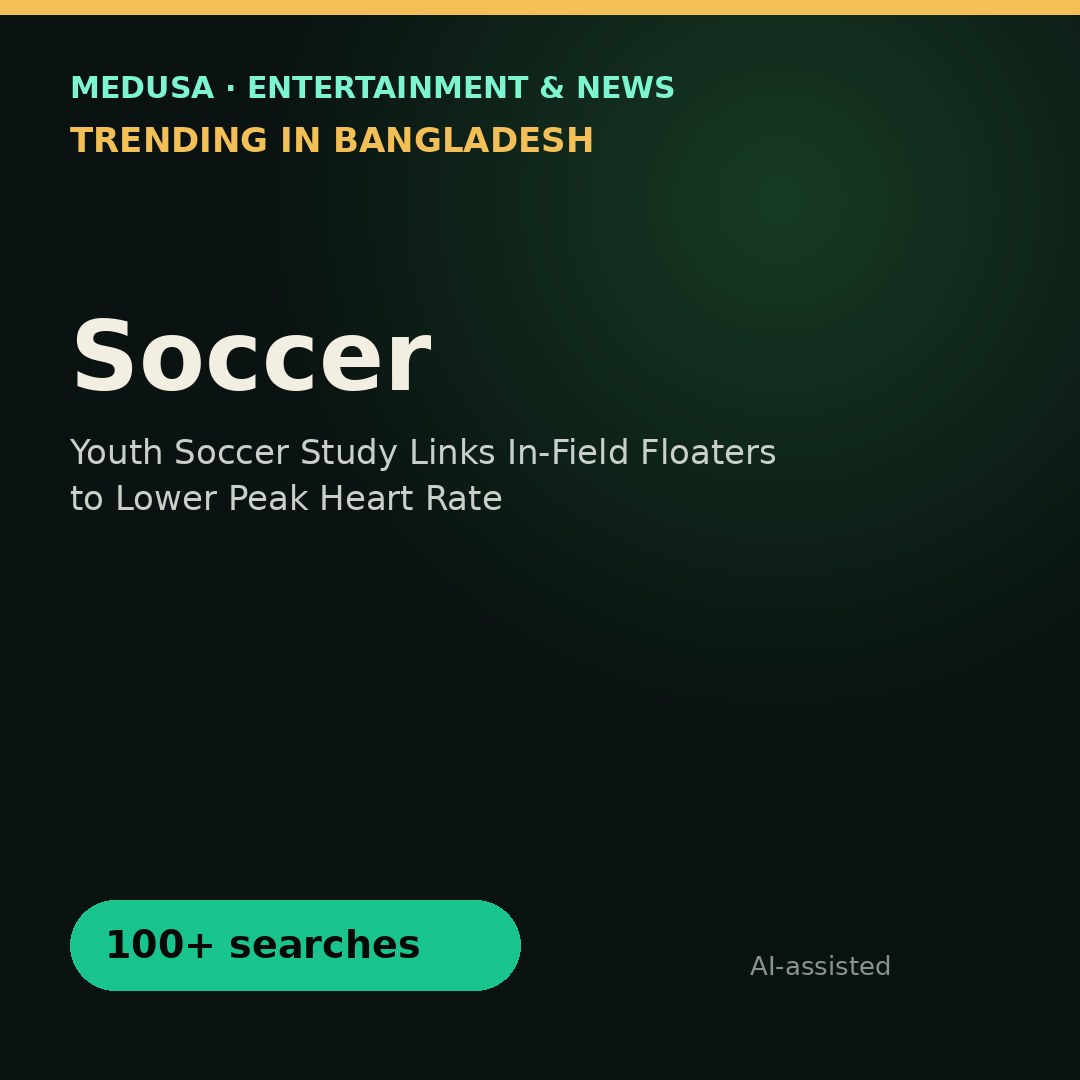 MEDUSA · ENTERTAINMENT & NEWS
TRENDING IN BANGLADESH
Soccer
Youth Soccer Study Links In-Field Floaters
to Lower Peak Heart Rate
100+ searches
AI-assisted